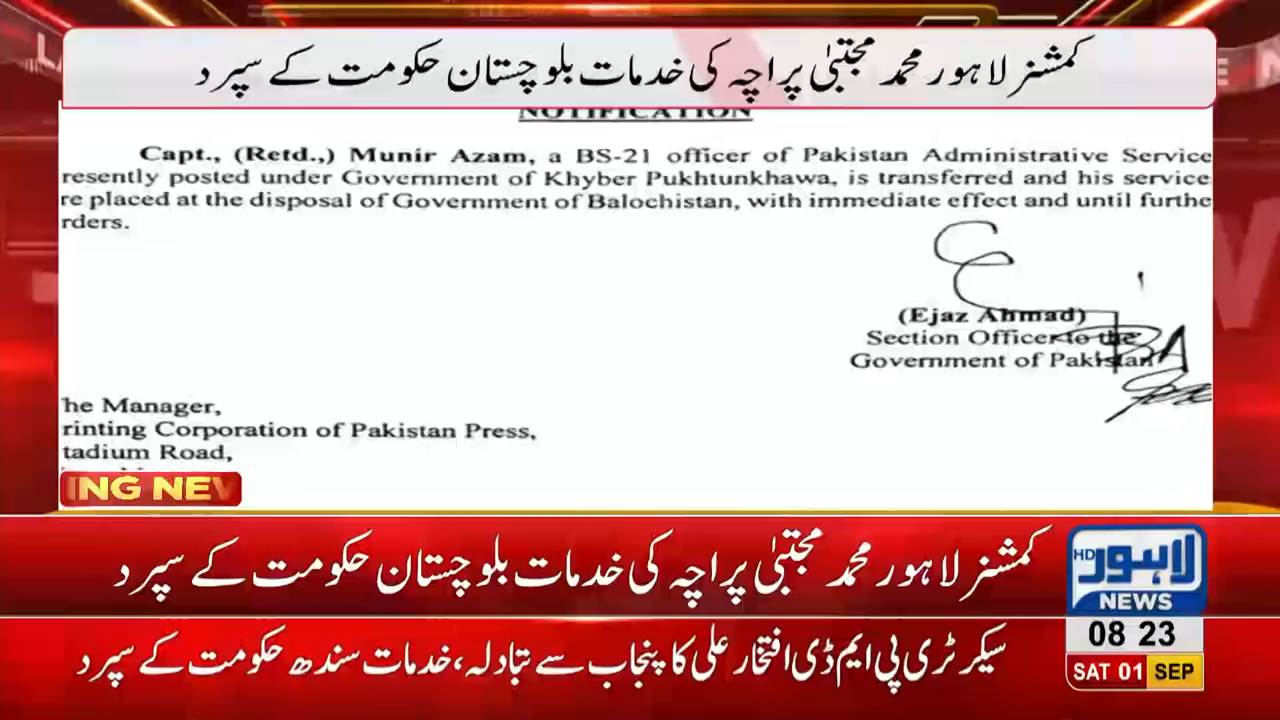 کمشنر لاہور محمد مجتبیٰ پراچہ کی خدمات بلوچستان حکومت کے سپرد
NOTIFICATION
Capt., (Retd.,) Munir Azam, a BS-21 officer of Pakistan Administrative Service
resently posted under Government of Khyber Pukhtunkhawa, is transferred and his service
re placed at the disposal of Government of Balochistan, with immediate effect and until furthe
rders.
(Ejaz Ahmad)
Section Officer to the
Government of Pakistan
he Manager,
rinting Corporation of Pakistan Press,
tadium Road,
ING NEW
کمشنر لاہور محمد مجتبیٰ پراچہ کی خدمات بلوچستان حکومت کے سپرد
سیکرٹری پی ایم ڈی افتخار علی کا پنجاب سے تبادلہ، خدمات سندھ حکومت کے سپرد
HD لاہور
NEWS
08 23
SAT 01 SEP